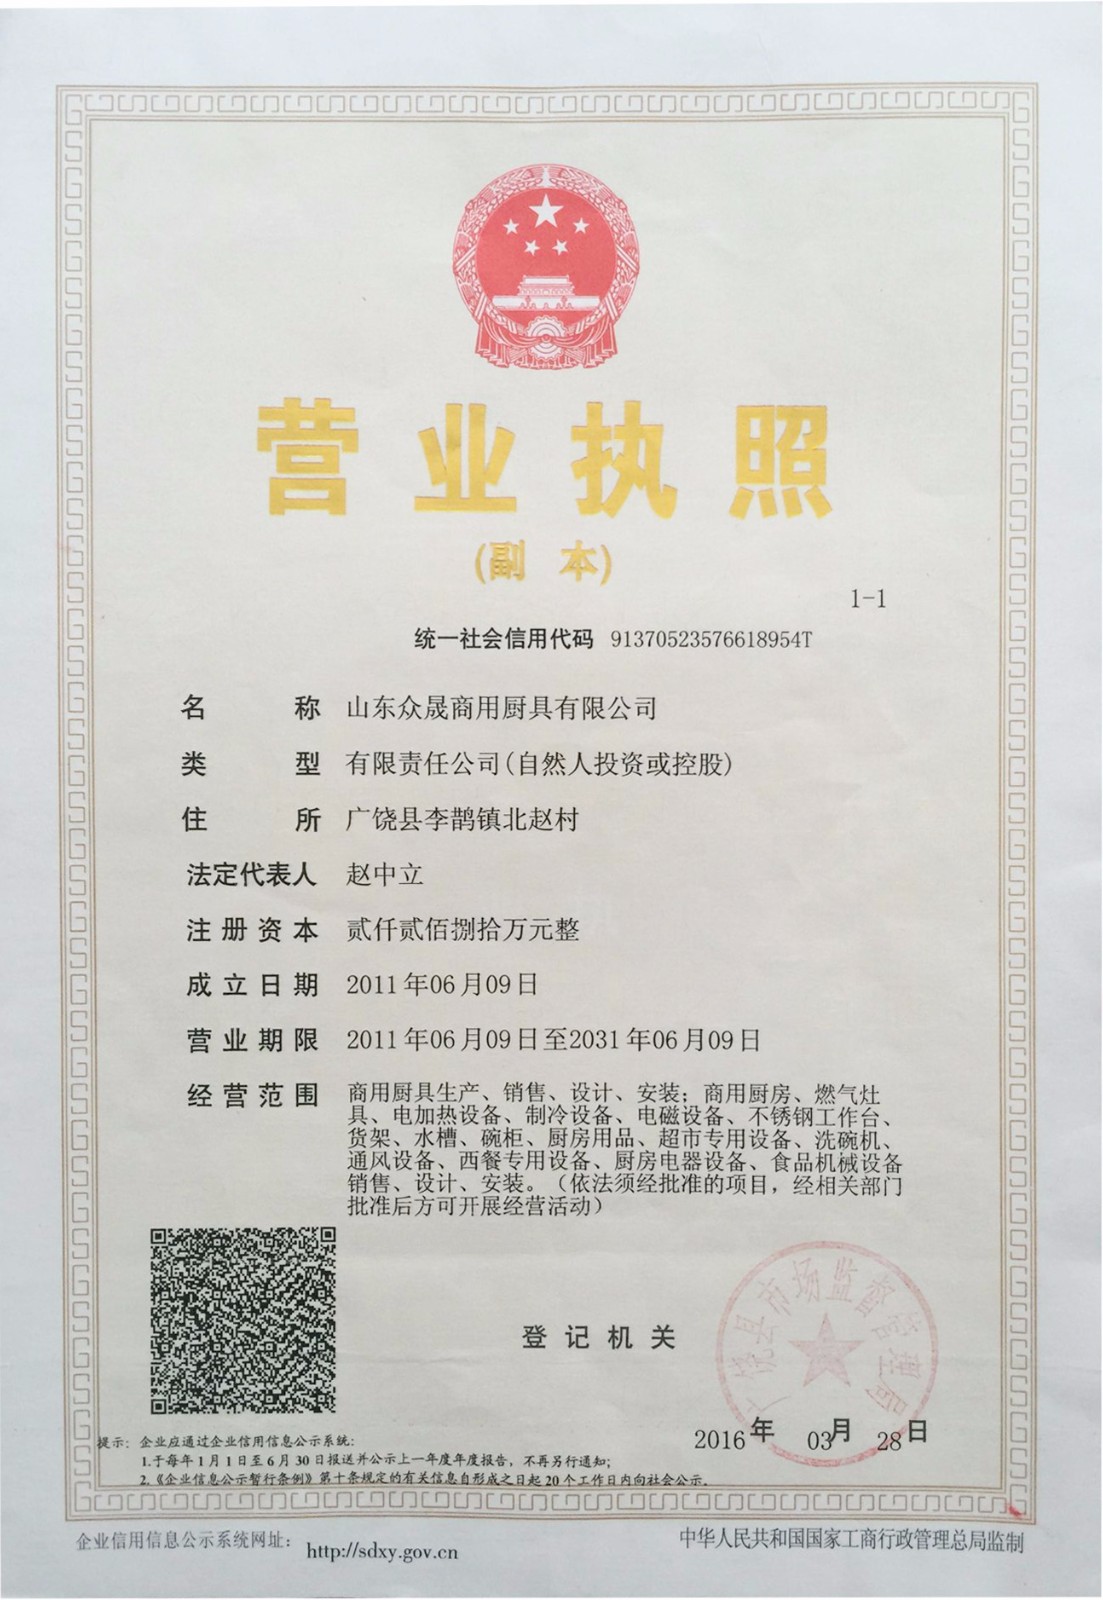 营业执照
(副 本)
1-1
统一社会信用代码 91370523576618954T
名 称 山东众晟商用厨具有限公司
类 型 有限责任公司(自然人投资或控股)
住 所 广饶县李鹊镇北赵村
法定代表人 赵中立
注册资本 贰仟贰佰捌拾万元整
成立日期 2011年06月09日
营业期限 2011年06月09日至2031年06月09日
经营范围 商用厨具生产、销售、设计、安装；商用厨房、燃气灶
具、电加热设备、制冷设备、电磁设备、不锈钢工作台、
货架、水槽、碗柜、厨房用品、超市专用设备、洗碗机、
通风设备、西餐专用设备、厨房电器设备、食品机械设备
销售、设计、安装。（依法须经批准的项目，经相关部门
批准后方可开展经营活动）
登记机关
广饶县市场监督管理局
2016年 03月 28日
提示：企业应通过企业信用信息公示系统：
1.于每年1月1日至6月30日报送并公示上一年度年度报告，不再另行通知；
2.《企业信息公示暂行条例》第十条规定的有关信息自形成之日起20个工作日内向社会公示。
企业信用信息公示系统网址： http://sdxy.gov.cn
中华人民共和国国家工商行政管理总局监制